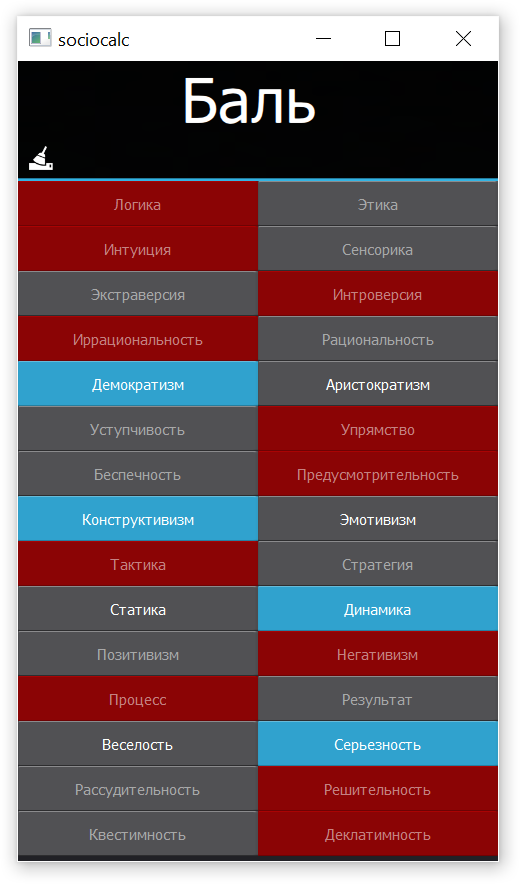 sociocalc
Баль
Логика Этика
Интуиция Сенсорика
Экстраверсия Интроверсия
Иррациональность Рациональность
Демократизм Аристократизм
Уступчивость Упрямство
Беспечность Предусмотрительность
Конструктивизм Эмотивизм
Тактика Стратегия
Статика Динамика
Позитивизм Негативизм
Процесс Результат
Веселость Серьезность
Рассудительность Решительность
Квестимность Деклатимность